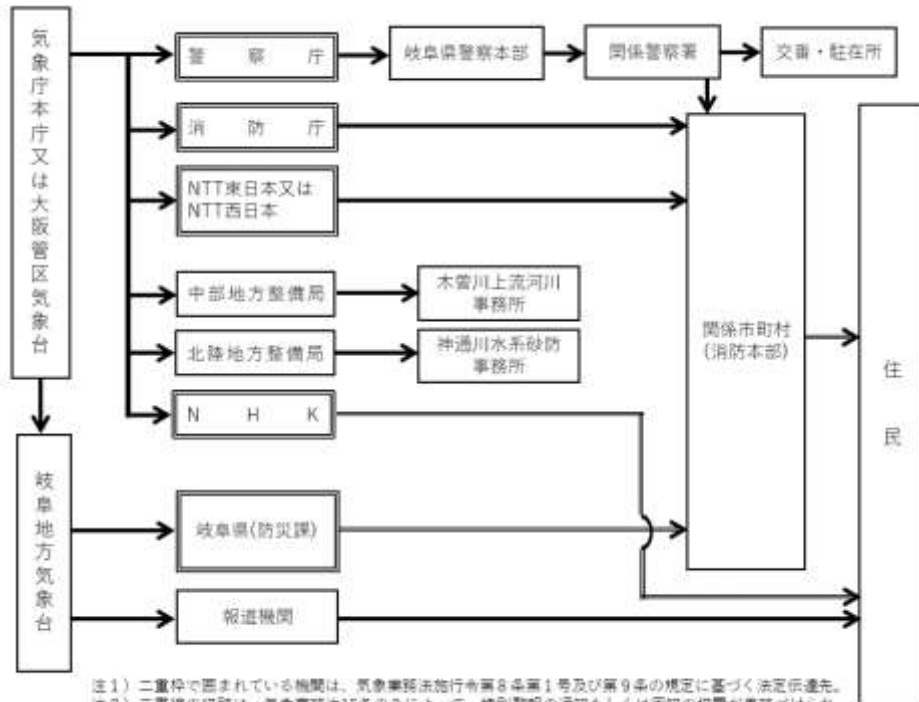 気象庁本庁又は大阪管区気象台
警察庁
岐阜県警察本部
関係警察署
交番・駐在所
消防庁
NTT東日本又は
NTT西日本
中部地方整備局
木曽川上流河川
事務所
北陸地方整備局
神通川水系砂防
事務所
NHK
関係市町村
(消防本部)
住民
岐阜地方気象台
岐阜県(防災課)
報道機関
注1)二重枠で囲まれている機関は、気象業務法施行令第8条第1号及び第9条の規定に基づく法定伝達先。